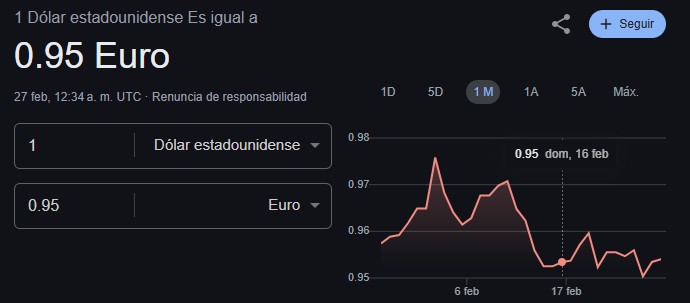 1 Dólar estadounidense Es igual a
Seguir
0.95 Euro
27 feb, 12:34 a. m. UTC · Renuncia de responsabilidad
1D 5D 1 M 1A 5A Máx.
1 Dólar estadounidense
0.95 Euro
0.98
0.95 dom, 16 feb
0.97
0.96
0.95
6 feb 17 feb